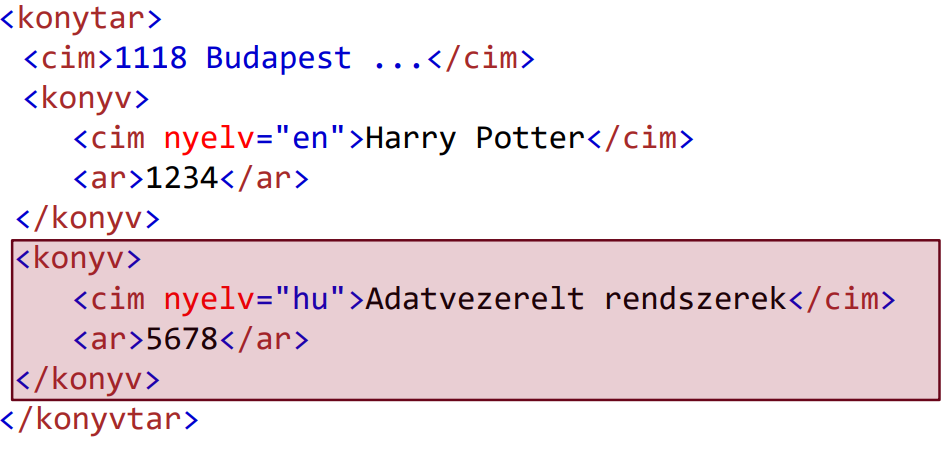 <konytar>
<cim>1118 Budapest ...</cim>
<konyv>
<cim nyelv="en">Harry Potter</cim>
<ar>1234</ar>
</konyv>
<konyv>
<cim nyelv="hu">Adatvezerelt rendszerek</cim>
<ar>5678</ar>
</konyv>
</konyvtar>